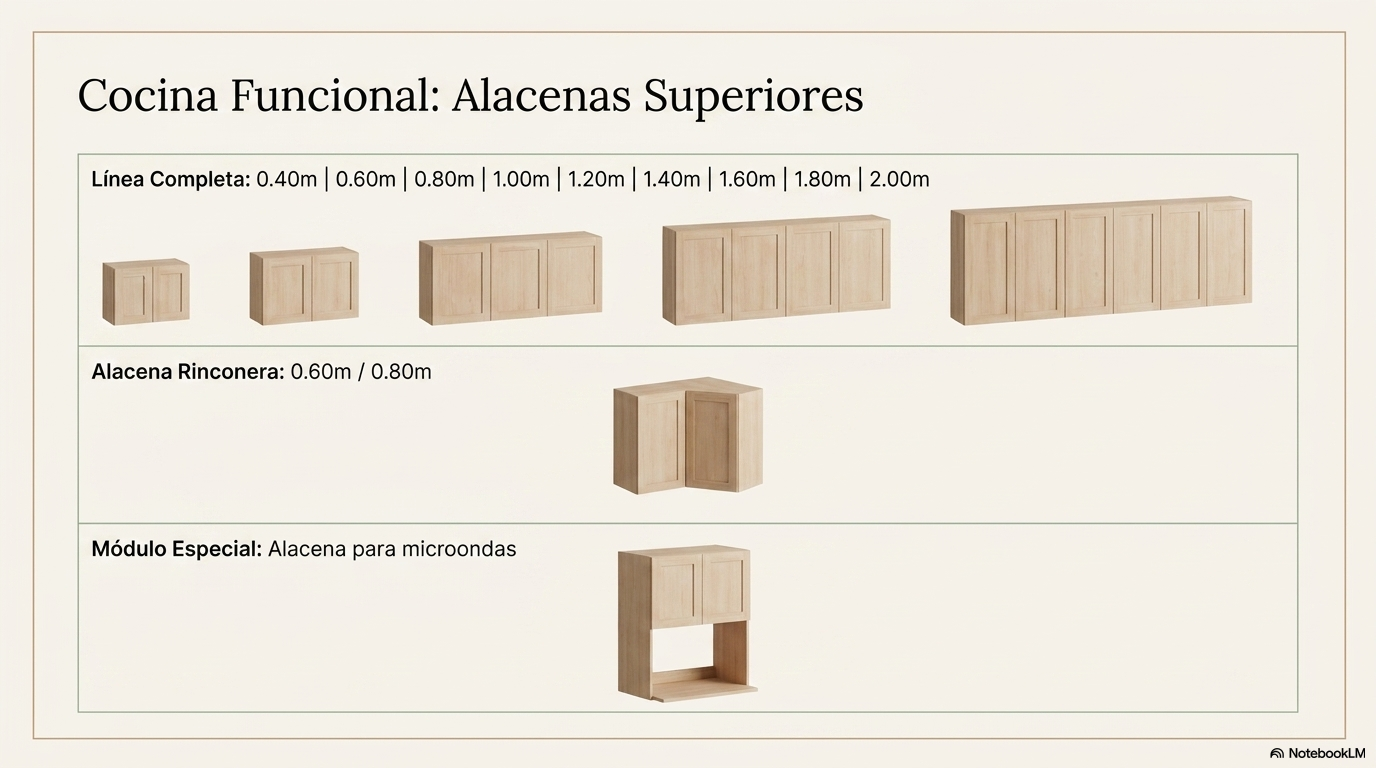 Cocina Funcional: Alacenas Superiores
Línea Completa: 0.40m | 0.60m | 0.80m | 1.00m | 1.20m | 1.40m | 1.60m | 1.80m | 2.00m
Alacena Rinconera: 0.60m / 0.80m
Módulo Especial: Alacena para microondas
NotebookLM